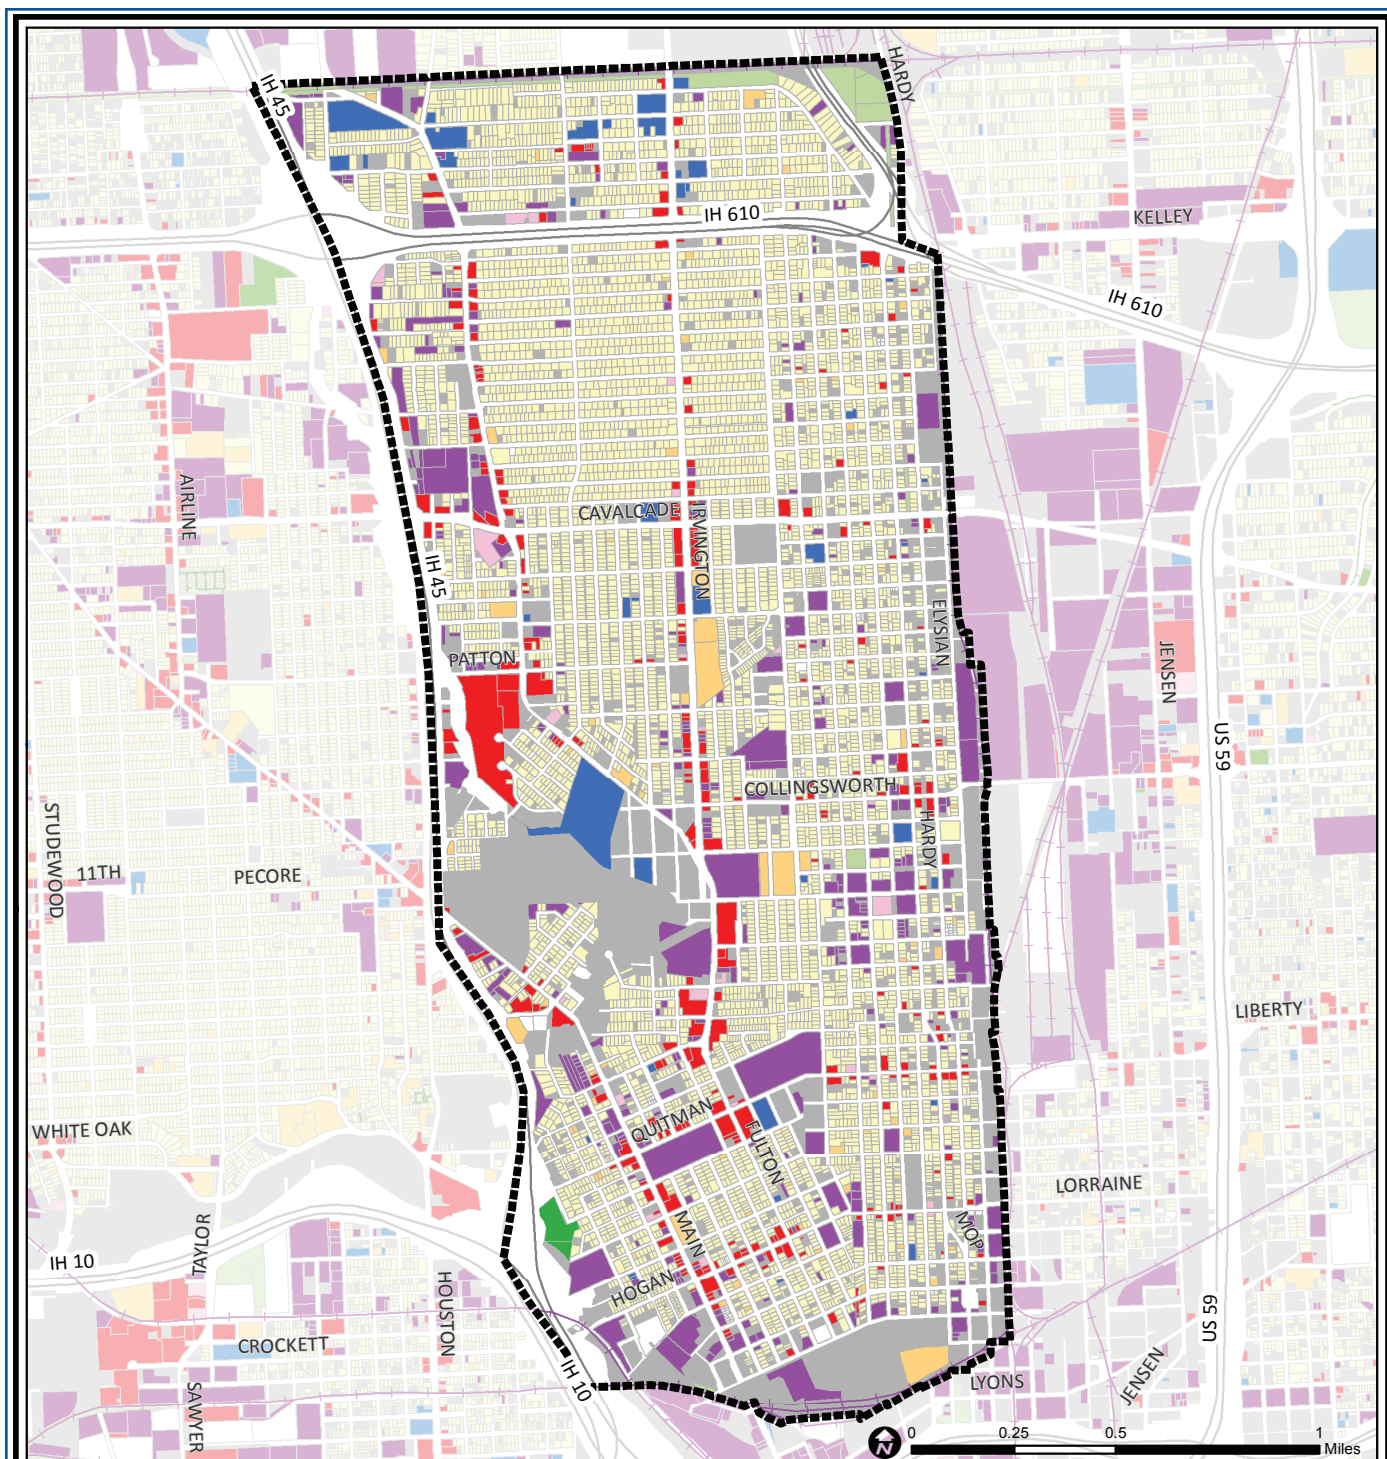 HARDY
IH 45
IH 610
KELLEY
IH 610
AIRLINE
CAVALCADE
IRVINGTON
IH 45
ELYSIAN
PATTON
JENSEN
US 59
COLLINGSWORTH
STUDEWOOD
HARDY
11TH
PECORE
LIBERTY
WHITE OAK
QUITMAN
FULTON
LORRAINE
TAYLOR
MAIN
MOP
IH 10
HOGAN
HOUSTON
US 59
CROCKETT
IH 10
LYONS
JENSEN
SAWYER
N
0 0.25 0.5 1
Miles